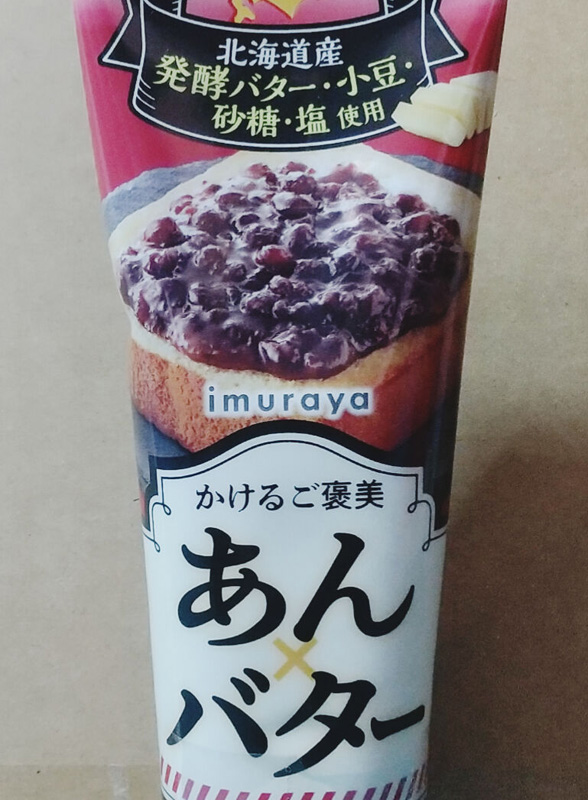 北海道産
発酵バター・小豆・
砂糖・塩 使用
imuraya
かけるご褒美
あん
×
バター